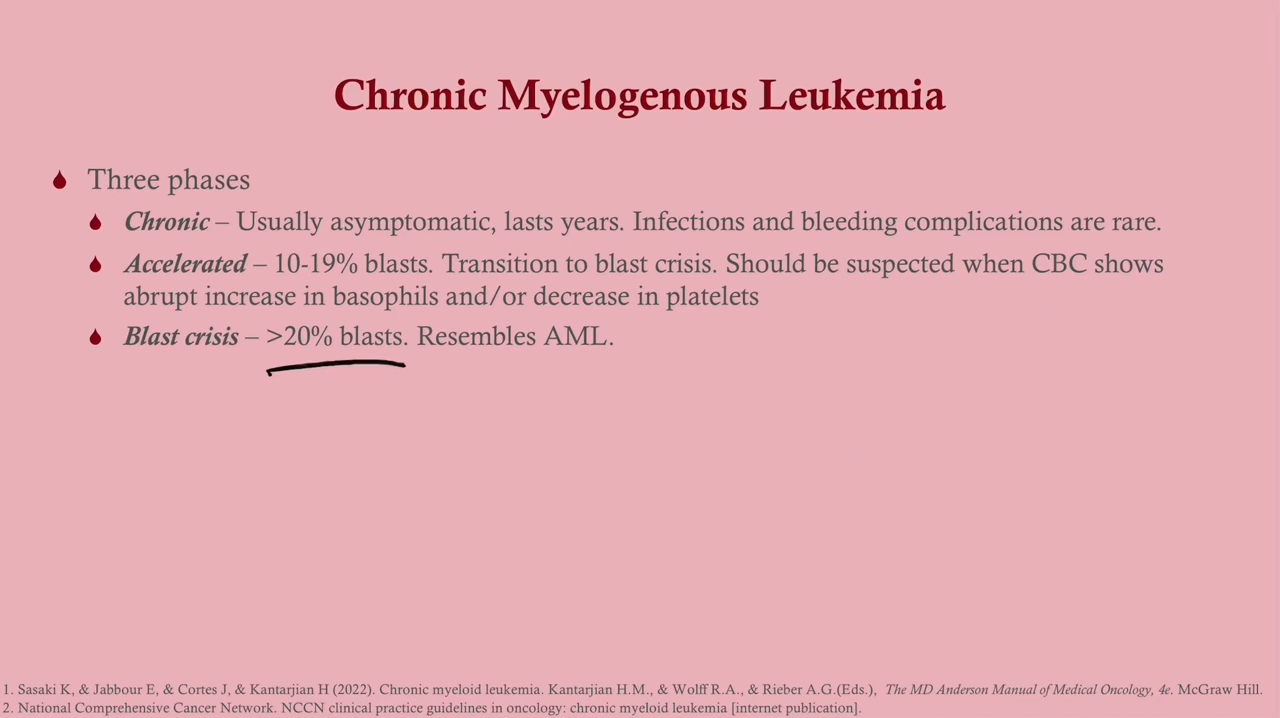 Chronic Myelogenous Leukemia
Three phases
Chronic – Usually asymptomatic, lasts years. Infections and bleeding complications are rare.
Accelerated – 10-19% blasts. Transition to blast crisis. Should be suspected when CBC shows
abrupt increase in basophils and/or decrease in platelets
Blast crisis – >20% blasts. Resembles AML.
1. Sasaki K, & Jabbour E, & Cortes J, & Kantarjian H (2022). Chronic myeloid leukemia. Kantarjian H.M., & Wolff R.A., & Rieber A.G.(Eds.), The MD Anderson Manual of Medical Oncology, 4e. McGraw Hill.
2. National Comprehensive Cancer Network. NCCN clinical practice guidelines in oncology: chronic myeloid leukemia [internet publication].